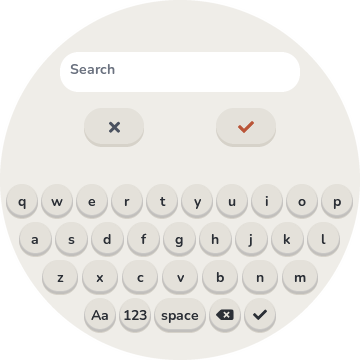 Search
q w e r t y u i o p
a s d f g h j k l
z x c v b n m
Aa 123 space